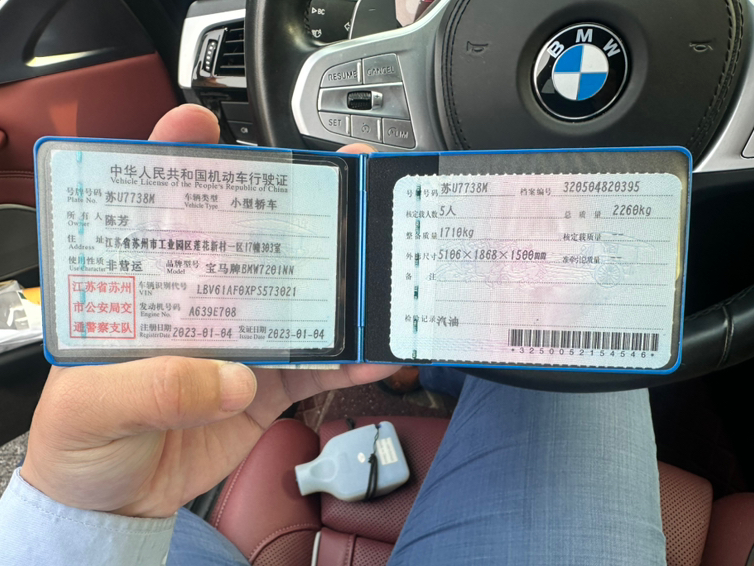 中华人民共和国机动车行驶证
Vehicle License of the People's Republic of China
号牌号码 苏U7738M 车辆类型 小型轿车
Plate No. Vehicle Type
所有人 陈芳
Owner
住址 江苏省苏州市工业园区莲花新村一区17幢303室
Address
使用性质 非营运 品牌型号 宝马牌BMW7201NN
Use Character Model
江苏省苏州
市公安局交
通警察支队
车辆识别代号 LBV61AF0XPS573021
VIN
发动机号码 A639E708
Engine No.
注册日期 2023-01-04 发证日期 2023-01-04
Register Date Issue Date
号牌号码 苏U7738M 档案编号 320504820395
核定载人数 5人 总质量 2260kg
整备质量 1710kg 核定载质量 --
外廓尺寸 5106×1868×1500mm 准牵引总质量 --
备注
检验记录 汽油
*3250052154546*
BMW
RESUME CANCEL
SET LIM